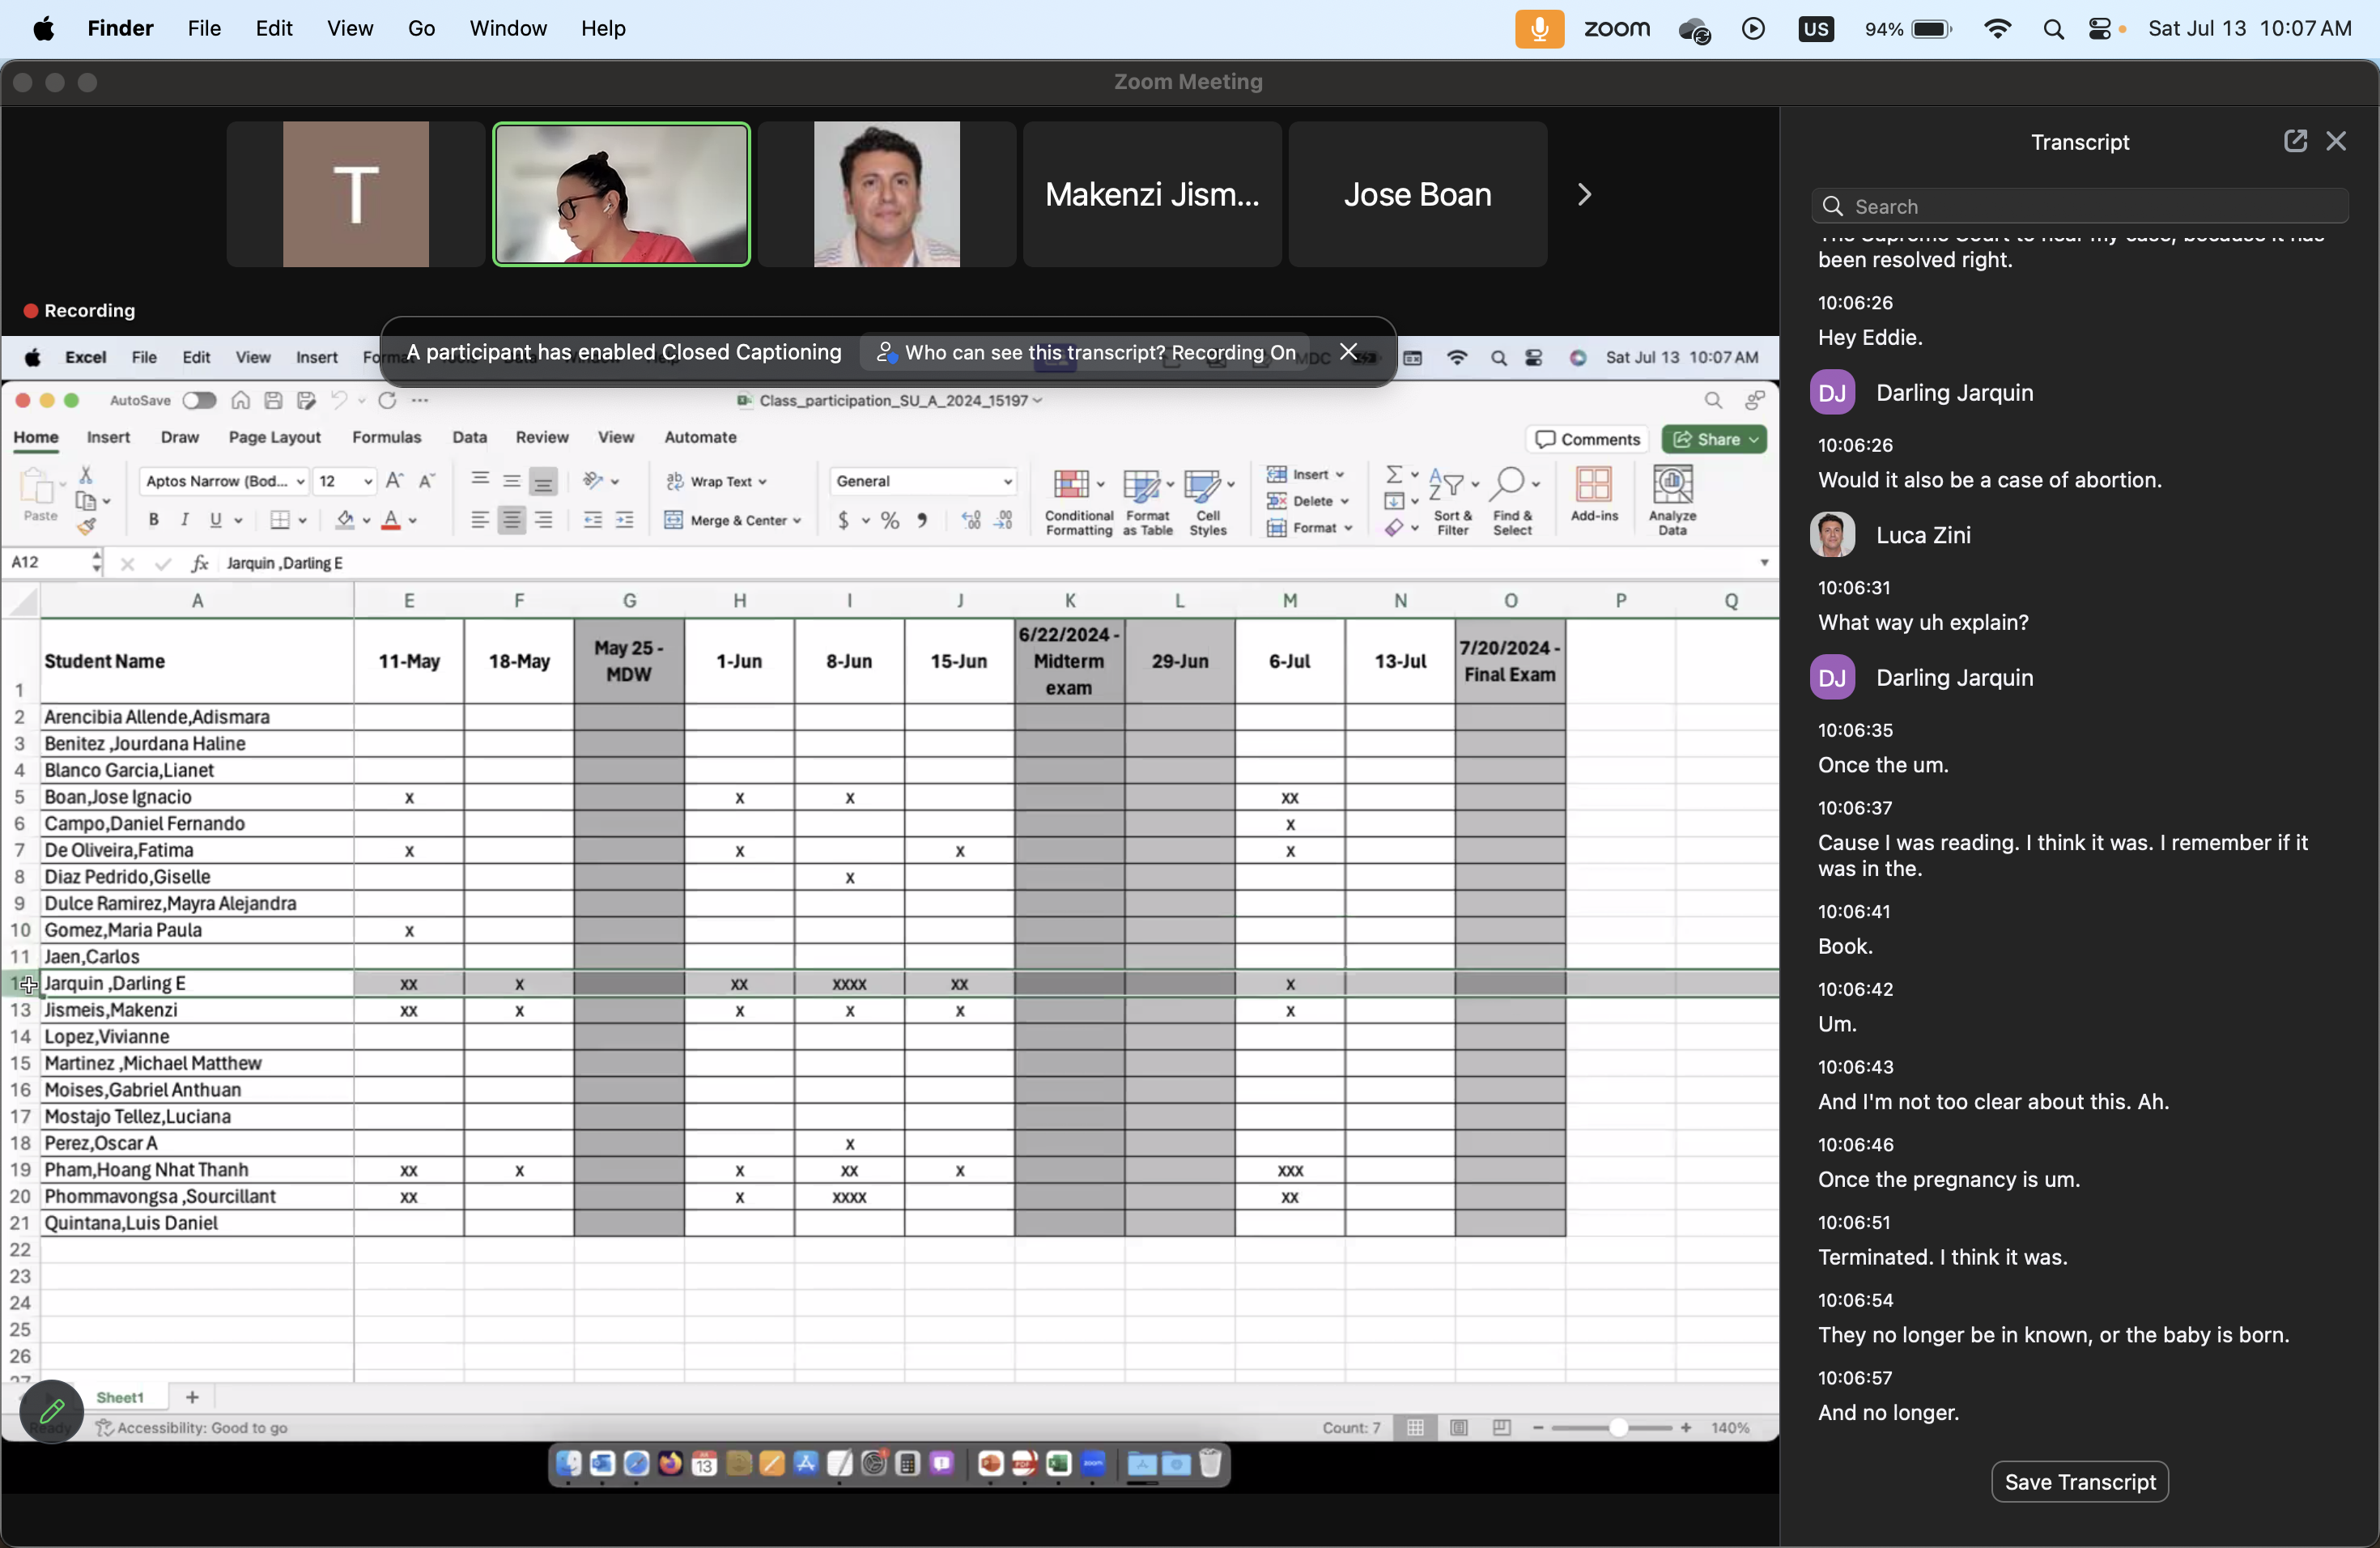 Finder File Edit View Go Window Help zoom US 94% Sat Jul 13 10:07 AM
Zoom Meeting
T
Makenzi Jism...
Jose Boan
Recording
A participant has enabled Closed Captioning Who can see this transcript? Recording On
Excel File Edit View Insert Sat Jul 13 10:07 AM
AutoSave Class_participation_SU_A_2024_15197
Home Insert Draw Page Layout Formulas Data Review View Automate Comments Share
Paste Aptos Narrow (Bod... 12 Wrap Text General Insert
B I U Merge & Center $ % Conditional Formatting Format as Table Cell Styles Delete Format Sort & Filter Find & Select Add-ins Analyze Data
A12 fx Jarquin ,Darling E
A E F G H I J K L M N O P Q
1 Student Name 11-May 18-May May 25 - MDW 1-Jun 8-Jun 15-Jun 6/22/2024 - Midterm exam 29-Jun 6-Jul 13-Jul 7/20/2024 - Final Exam
2 Arencibia Allende,Adismara
3 Benitez ,Jourdana Haline
4 Blanco Garcia,Lianet
5 Boan,Jose Ignacio x x x xx
6 Campo,Daniel Fernando x
7 De Oliveira,Fatima x x x x
8 Diaz Pedrido,Giselle x
9 Dulce Ramirez,Mayra Alejandra
10 Gomez,Maria Paula x
11 Jaen,Carlos
Jarquin ,Darling E xx x xx xxxx xx x
13 Jismeis,Makenzi xx x x x x x
14 Lopez,Vivianne
15 Martinez ,Michael Matthew
16 Moises,Gabriel Anthuan
17 Mostajo Tellez,Luciana
18 Perez,Oscar A x
19 Pham,Hoang Nhat Thanh xx x x xx x xxx
20 Phommavongsa ,Sourcillant xx x xxxx xx
21 Quintana,Luis Daniel
22
23
24
25
26
Sheet1 +
Accessibility: Good to go Count: 7 140%
13 zoom
Transcript
Search
been resolved right.
10:06:26
Hey Eddie.
DJ Darling Jarquin
10:06:26
Would it also be a case of abortion.
Luca Zini
10:06:31
What way uh explain?
DJ Darling Jarquin
10:06:35
Once the um.
10:06:37
Cause I was reading. I think it was. I remember if it
was in the.
10:06:41
Book.
10:06:42
Um.
10:06:43
And I'm not too clear about this. Ah.
10:06:46
Once the pregnancy is um.
10:06:51
Terminated. I think it was.
10:06:54
They no longer be in known, or the baby is born.
10:06:57
And no longer.
Save Transcript